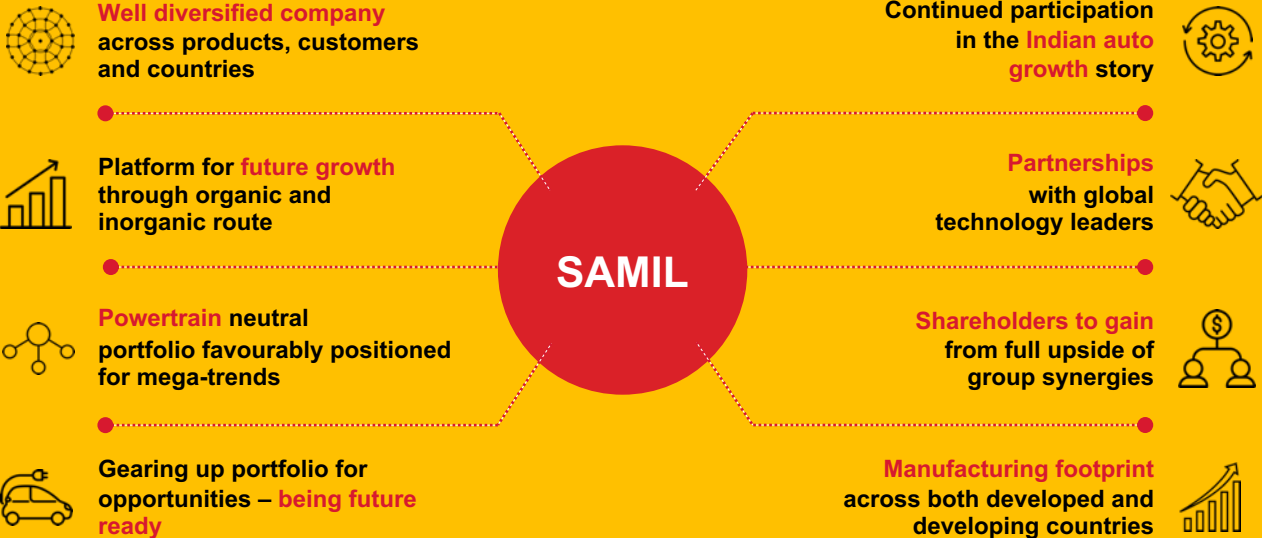 Well diversified company
across products, customers
and countries
Platform for future growth
through organic and
inorganic route
Powertrain neutral
portfolio favourably positioned
for mega-trends
Gearing up portfolio for
opportunities – being future
ready
SAMIL
Continued participation
in the Indian auto
growth story
Partnerships
with global
technology leaders
Shareholders to gain
from full upside of
group synergies
$
Manufacturing footprint
across both developed and
developing countries